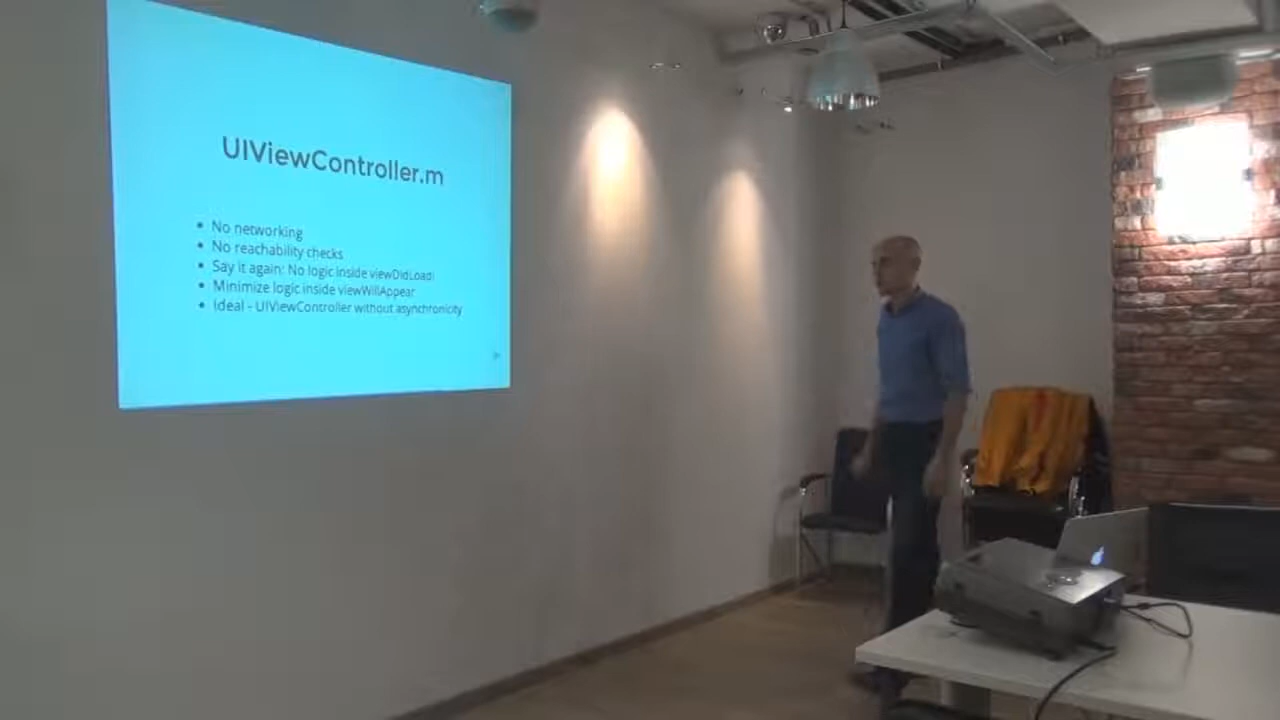 UIViewController.m
• No networking
• No reachability checks
• Say it again: No logic inside viewDidLoad!
• Minimize logic inside viewWillAppear
• Ideal - UIViewController without asynchronicity